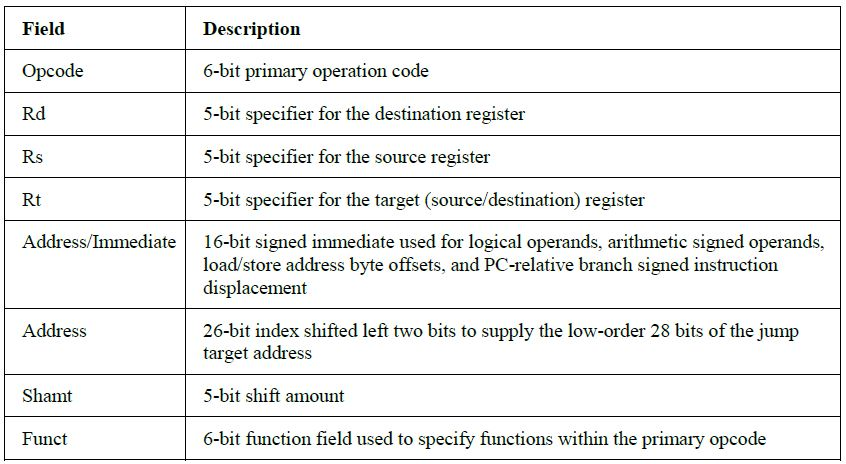 Field Description
Opcode 6-bit primary operation code
Rd 5-bit specifier for the destination register
Rs 5-bit specifier for the source register
Rt 5-bit specifier for the target (source/destination) register
Address/Immediate 16-bit signed immediate used for logical operands, arithmetic signed operands,
load/store address byte offsets, and PC-relative branch signed instruction
displacement
Address 26-bit index shifted left two bits to supply the low-order 28 bits of the jump
target address
Shamt 5-bit shift amount
Funct 6-bit function field used to specify functions within the primary opcode